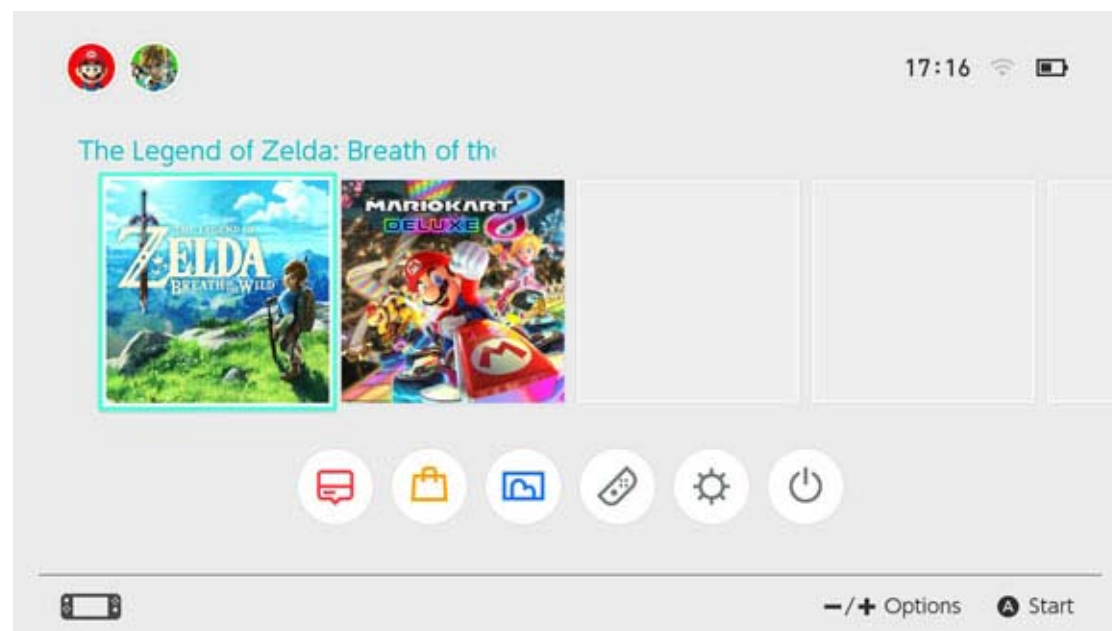 17:16
The Legend of Zelda: Breath of the
THE LEGEND OF
ZELDA
BREATH OF THE WILD
MARIOKART 8
DELUXE
M
−/+ Options
A Start